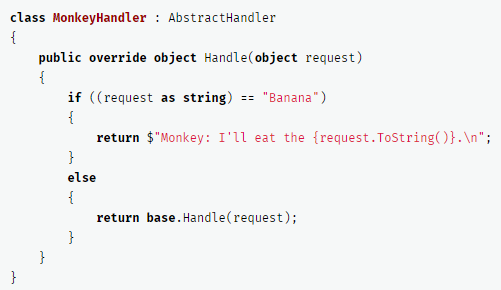 class MonkeyHandler : AbstractHandler
{
    public override object Handle(object request)
    {
        if ((request as string) == "Banana")
        {
            return $"Monkey: I'll eat the {request.ToString()}.\n";
        }
        else
        {
            return base.Handle(request);
        }
    }
}